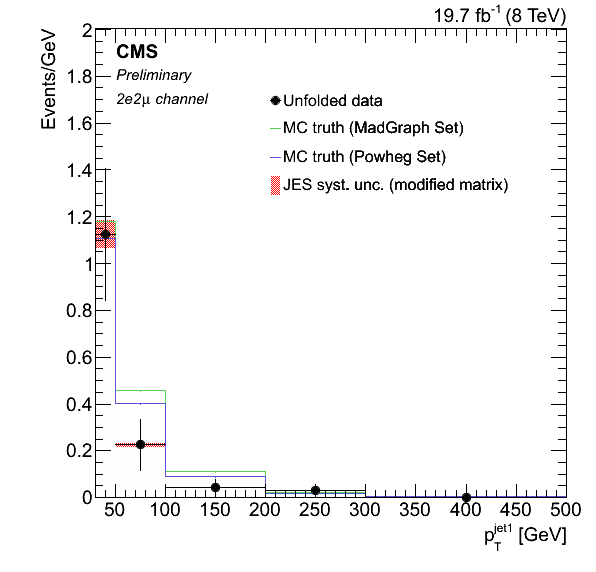 19.7 fb⁻¹ (8 TeV)
Events/GeV
CMS
Preliminary
2e2μ channel
Unfolded data
MC truth (MadGraph Set)
MC truth (Powheg Set)
JES syst. unc. (modified matrix)
2
1.8
1.6
1.4
1.2
1
0.8
0.6
0.4
0.2
0
50 100 150 200 250 300 350 400 450 500
p_T^jet1 [GeV]